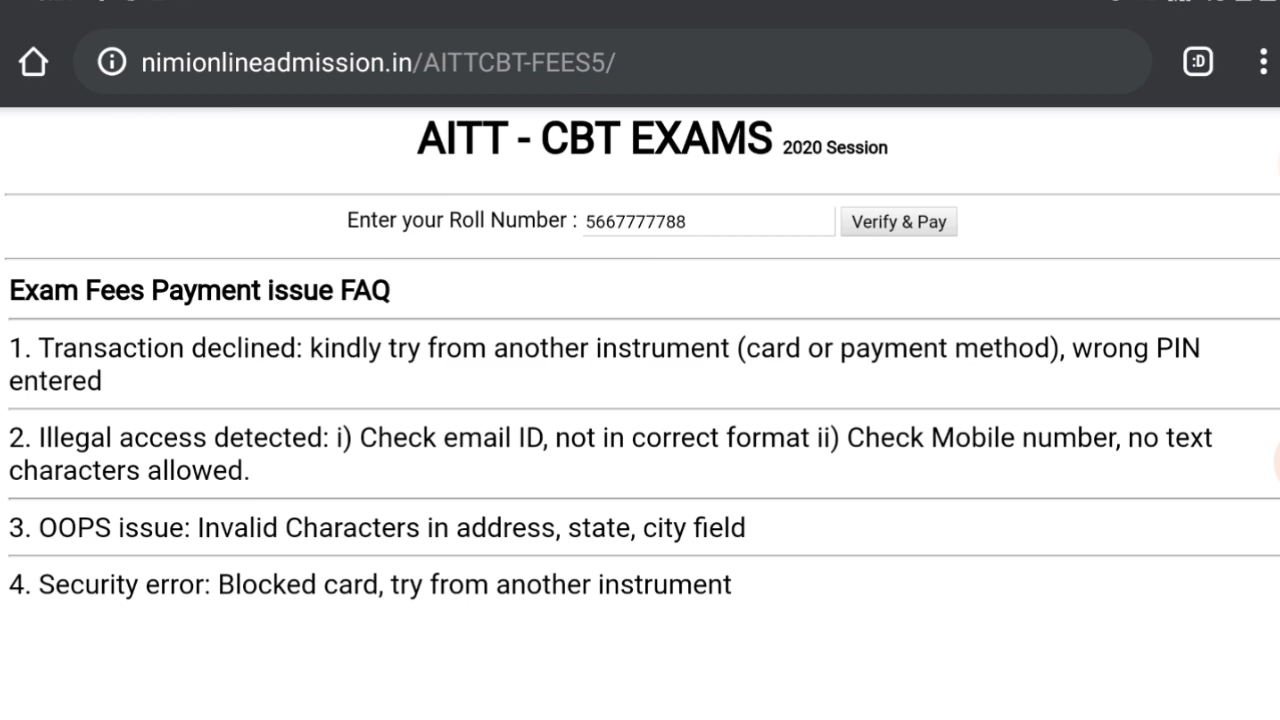 :D
nimionlineadmission.in/AITTCBT-FEES5/
AITT - CBT EXAMS 2020 Session
Enter your Roll Number : 5667777788 Verify & Pay
Exam Fees Payment issue FAQ
1. Transaction declined: kindly try from another instrument (card or payment method), wrong PIN
entered
2. Illegal access detected: i) Check email ID, not in correct format ii) Check Mobile number, no text
characters allowed.
3. OOPS issue: Invalid Characters in address, state, city field
4. Security error: Blocked card, try from another instrument